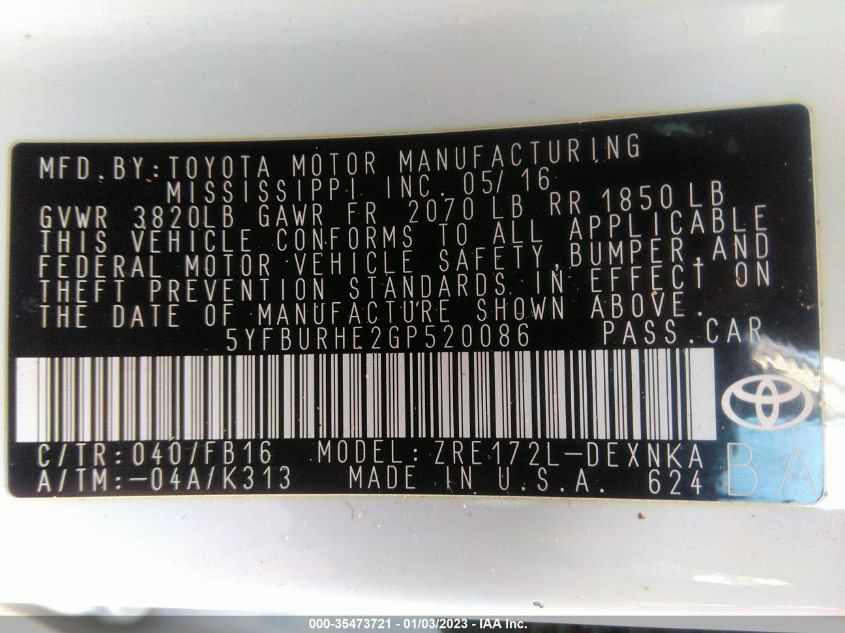 MFD.BY:TOYOTA MOTOR MANUFACTURING
MISSISSIPPI INC. 05/16
GVWR 3820LB GAWR FR 2070 LB RR 1850 LB
THIS VEHICLE CONFORMS TO ALL APPLICABLE
FEDERAL MOTOR VEHICLE SAFETY,BUMPER,AND
THEFT PREVENTION STANDARDS IN EFFECT ON
THE DATE OF MANUFACTURE SHOWN ABOVE.
5YFBURHE2GP520086 PASS.CAR
C/TR:040/FB16 MODEL:ZRE172L-DEXNKA
A/TM:-04A/K313 MADE IN U.S.A. 624
BA
000-35473721 - 01/03/2023 - IAA Inc.